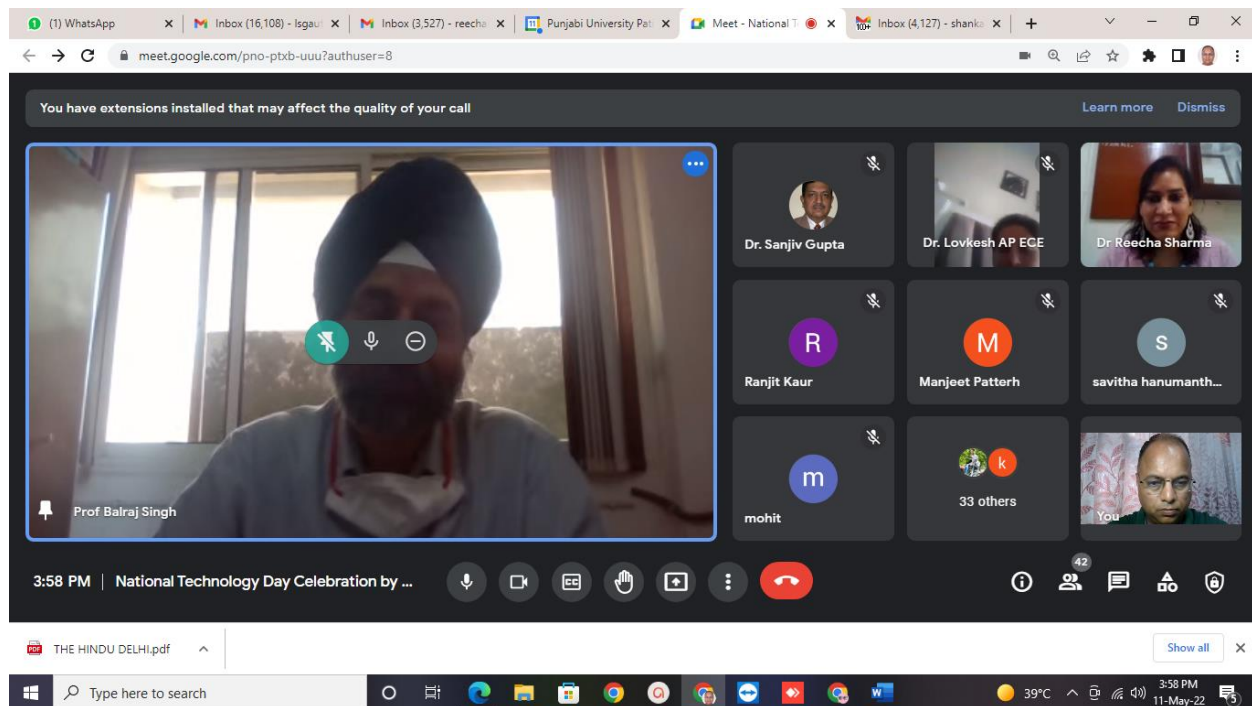 (1) WhatsApp
Inbox (16,108) - lsgaut
Inbox (3,527) - reecha
Punjabi University Pati
Meet - National T
Inbox (4,127) - shanka
meet.google.com/pno-ptxb-uuu?authuser=8
You have extensions installed that may affect the quality of your call
Learn more
Dismiss
Dr. Sanjiv Gupta
Dr. Lovkesh AP ECE
Dr Reecha Sharma
R
M
s
Ranjit Kaur
Manjeet Patterh
savitha hanumanth...
Prof Balraj Singh
m
k
mohit
33 others
You
3:58 PM | National Technology Day Celebration by ...
CC
42
THE HINDU DELHI.pdf
Show all
Type here to search
39°C
3:58 PM
11-May-22
5